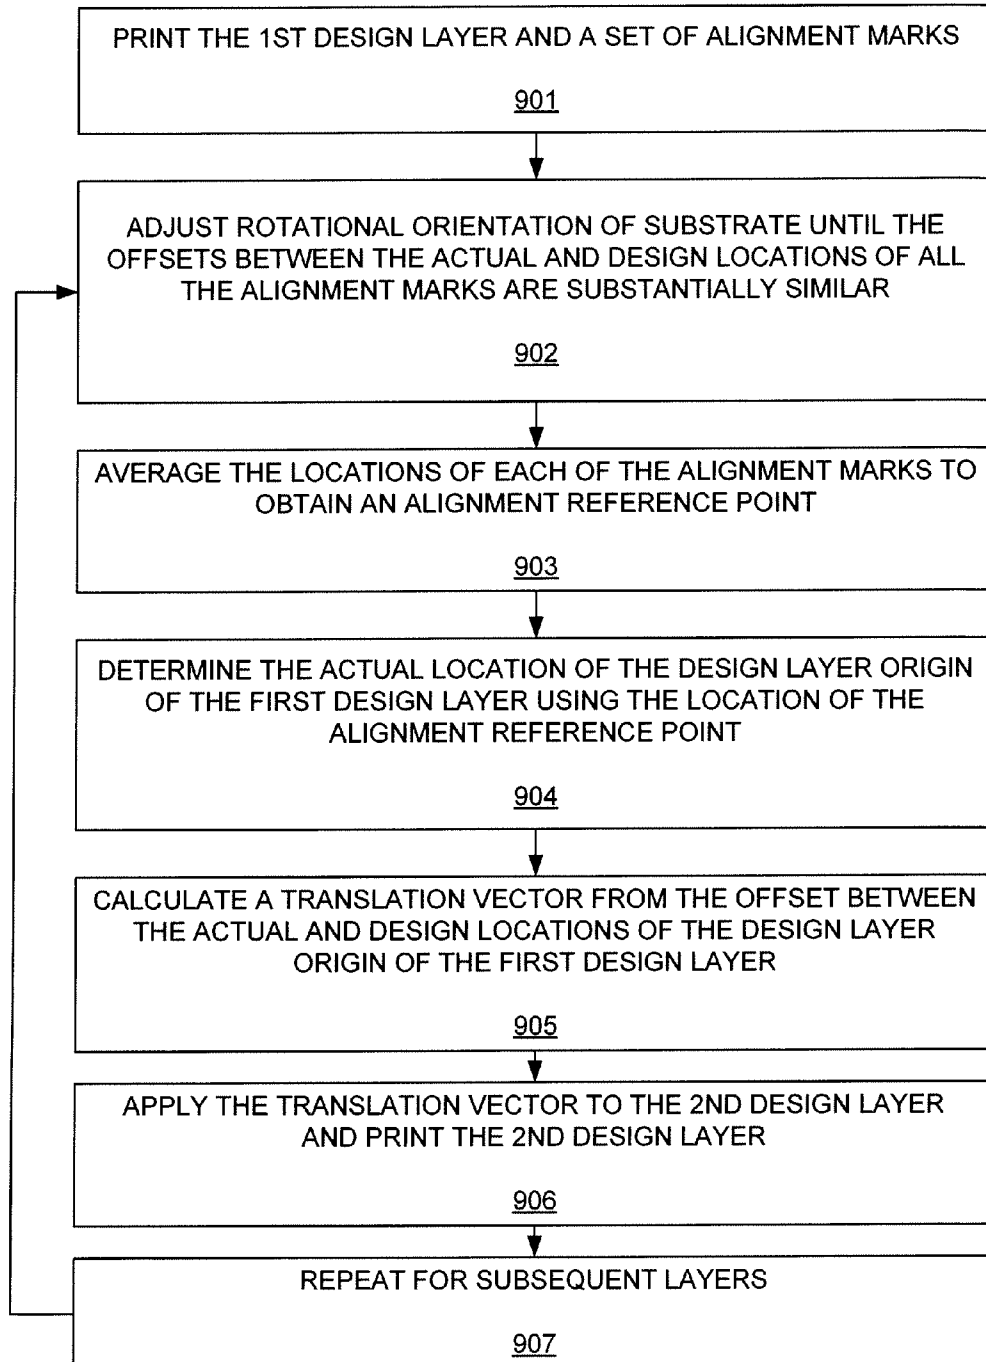 PRINT THE 1ST DESIGN LAYER AND A SET OF ALIGNMENT MARKS
901
ADJUST ROTATIONAL ORIENTATION OF SUBSTRATE UNTIL THE
OFFSETS BETWEEN THE ACTUAL AND DESIGN LOCATIONS OF ALL
THE ALIGNMENT MARKS ARE SUBSTANTIALLY SIMILAR
902
AVERAGE THE LOCATIONS OF EACH OF THE ALIGNMENT MARKS TO
OBTAIN AN ALIGNMENT REFERENCE POINT
903
DETERMINE THE ACTUAL LOCATION OF THE DESIGN LAYER ORIGIN
OF THE FIRST DESIGN LAYER USING THE LOCATION OF THE
ALIGNMENT REFERENCE POINT
904
CALCULATE A TRANSLATION VECTOR FROM THE OFFSET BETWEEN
THE ACTUAL AND DESIGN LOCATIONS OF THE DESIGN LAYER
ORIGIN OF THE FIRST DESIGN LAYER
905
APPLY THE TRANSLATION VECTOR TO THE 2ND DESIGN LAYER
AND PRINT THE 2ND DESIGN LAYER
906
REPEAT FOR SUBSEQUENT LAYERS
907